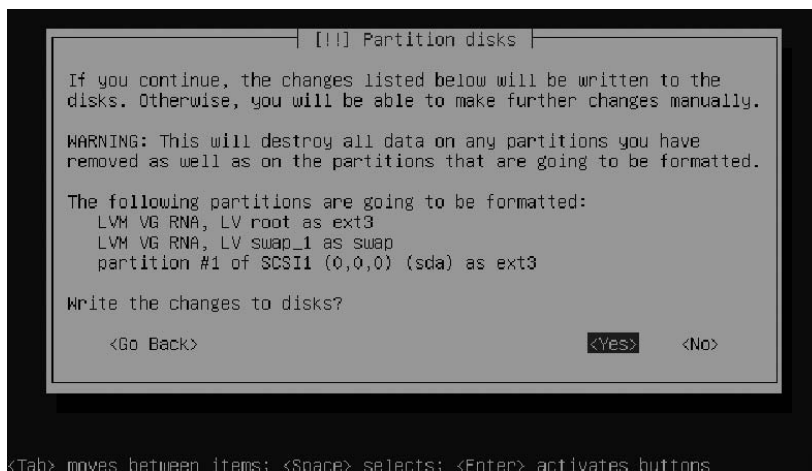 [!!] Partition disks
If you continue, the changes listed below will be written to the
disks. Otherwise, you will be able to make further changes manually.
WARNING: This will destroy all data on any partitions you have
removed as well as on the partitions that are going to be formatted.
The following partitions are going to be formatted:
LVM VG RNA, LV root as ext3
LVM VG RNA, LV swap_1 as swap
partition #1 of SCSI1 (0,0,0) (sda) as ext3
Write the changes to disks?
<Go Back> <Yes> <No>
<Tab> moves between items; <Space> selects; <Enter> activates buttons